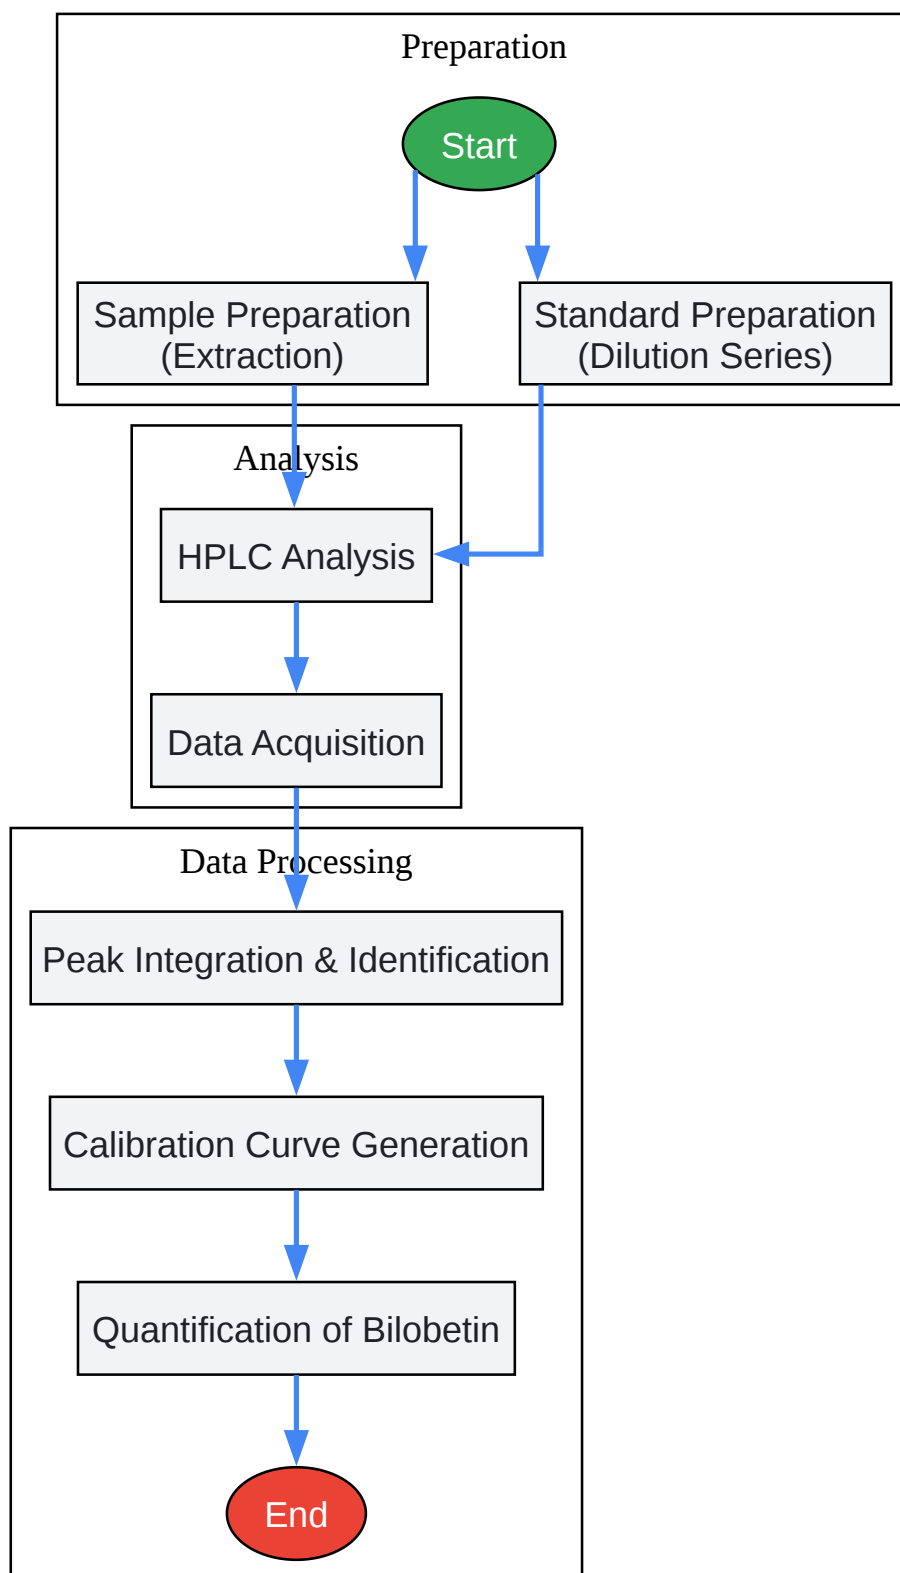 Preparation
Start
Sample Preparation
(Extraction)
Standard Preparation
(Dilution Series)
Analysis
HPLC Analysis
Data Acquisition
Data Processing
Peak Integration & Identification
Calibration Curve Generation
Quantification of Bilobetin
End